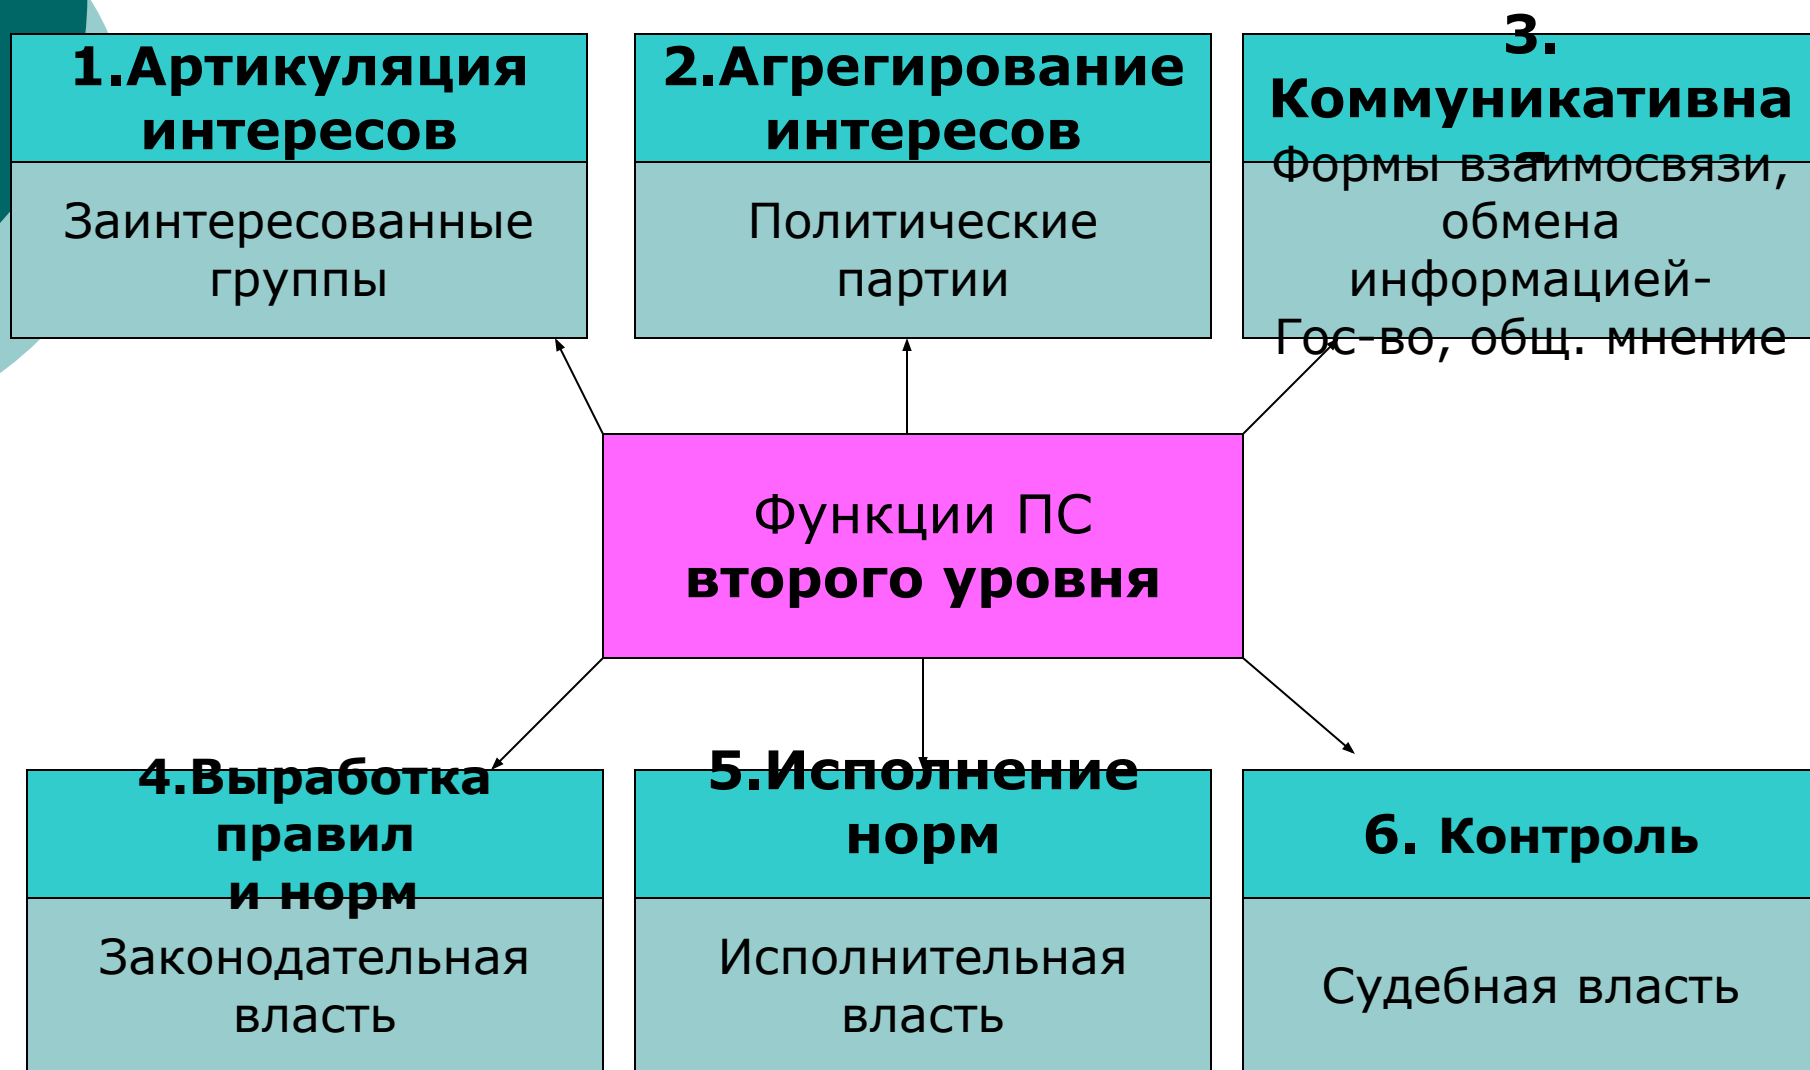 1.Артикуляция
интересов
Заинтересованные
группы
2.Агрегирование
интересов
Политические
партии
3.
Коммуникативна
я
Формы взаимосвязи,
обмена
информацией-
Гос-во, общ. мнение
Функции ПС
второго уровня
4.Выработка
правил
и норм
Законодательная
власть
5.Исполнение
норм
Исполнительная
власть
6. Контроль
Судебная власть